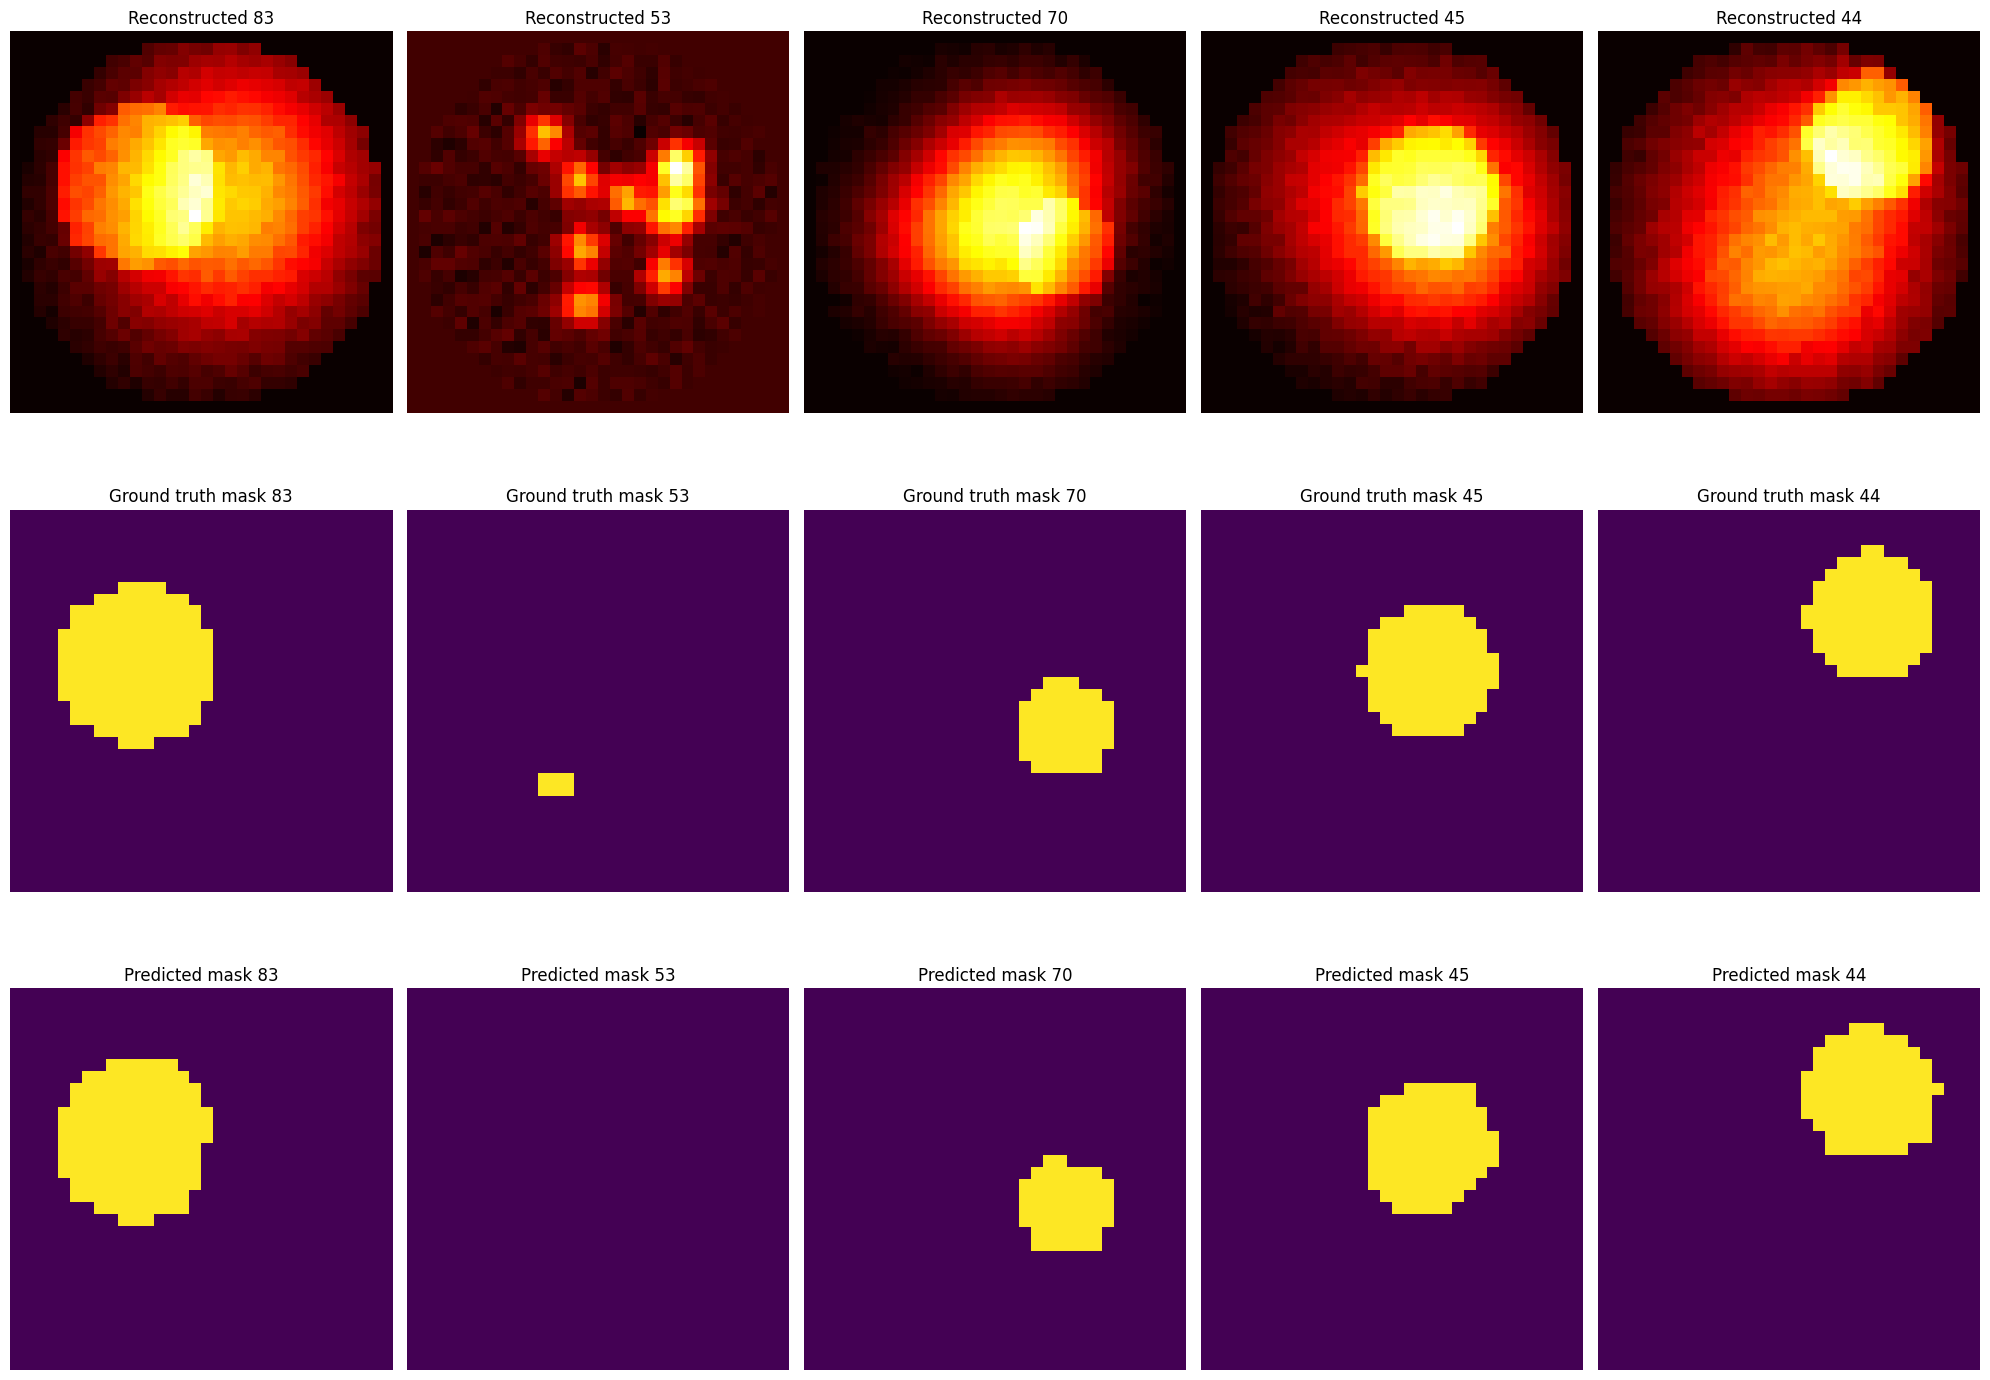 Reconstructed 83
Reconstructed 53
Reconstructed 70
Reconstructed 45
Reconstructed 44
Ground truth mask 83
Ground truth mask 53
Ground truth mask 70
Ground truth mask 45
Ground truth mask 44
Predicted mask 83
Predicted mask 53
Predicted mask 70
Predicted mask 45
Predicted mask 44